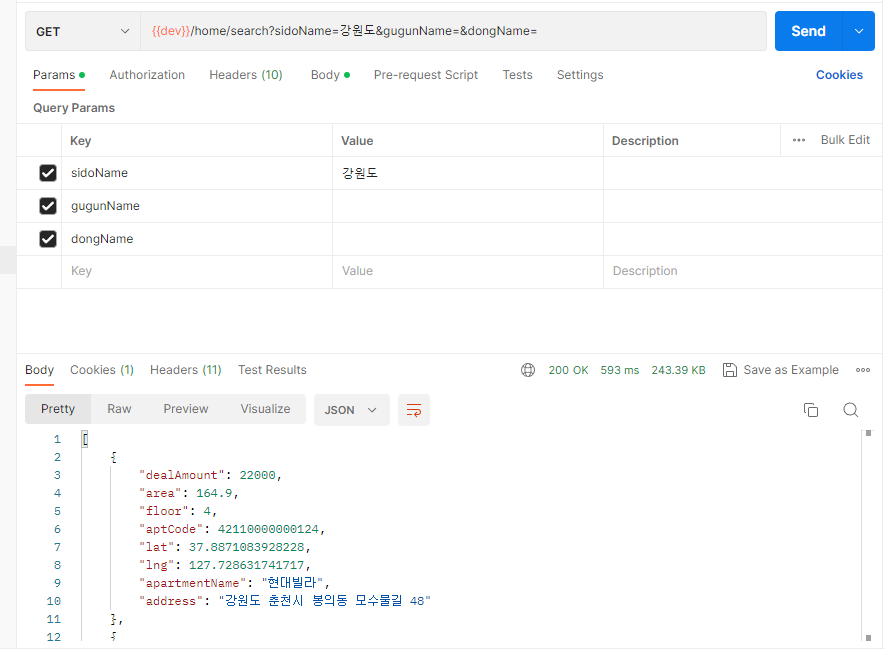 GET {{dev}}/home/search?sidoName=강원도&gugunName=&dongName= Send
Params Authorization Headers (10) Body Pre-request Script Tests Settings Cookies
Query Params
Key Value Description Bulk Edit
sidoName 강원도
gugunName
dongName
Key Value Description
Body Cookies (1) Headers (11) Test Results 200 OK 593 ms 243.39 KB Save as Example
Pretty Raw Preview Visualize JSON
1 [
2 {
3 "dealAmount": 22000,
4 "area": 164.9,
5 "floor": 4,
6 "aptCode": 42110000000124,
7 "lat": 37.8871083928228,
8 "lng": 127.728631741717,
9 "apartmentName": "현대빌라",
10 "address": "강원도 춘천시 봉의동 모수물길 48"
11 },
12 {